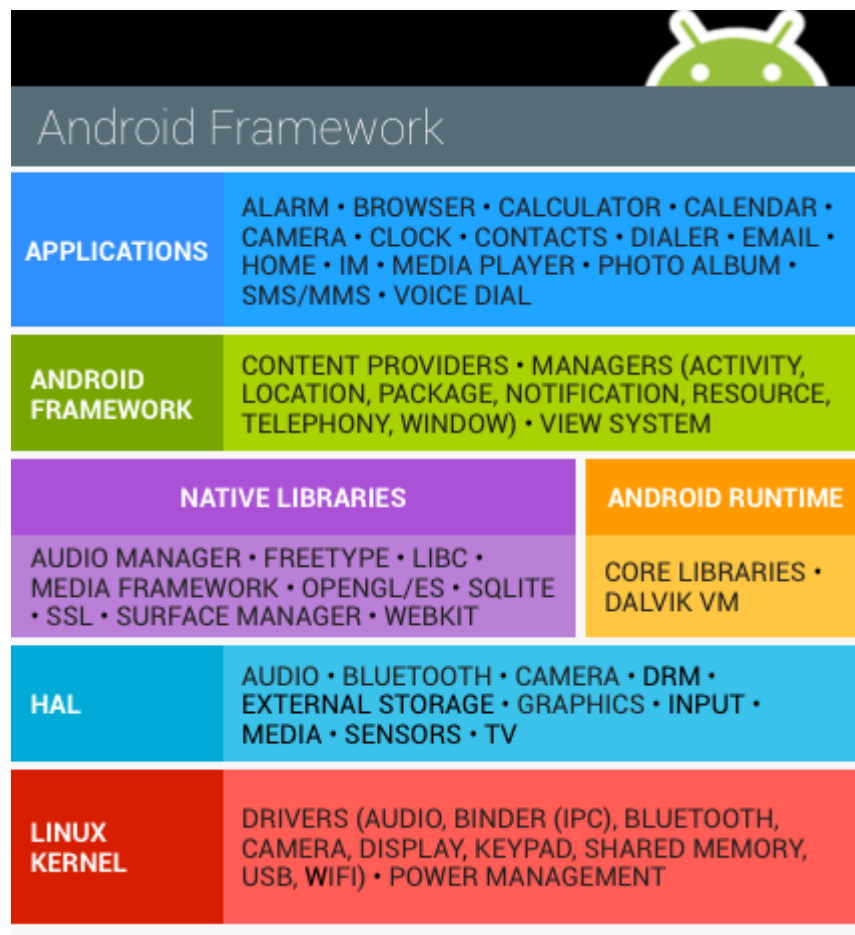 Android Framework
APPLICATIONS
ALARM • BROWSER • CALCULATOR • CALENDAR •
CAMERA • CLOCK • CONTACTS • DIALER • EMAIL •
HOME • IM • MEDIA PLAYER • PHOTO ALBUM •
SMS/MMS • VOICE DIAL
ANDROID
FRAMEWORK
CONTENT PROVIDERS • MANAGERS (ACTIVITY,
LOCATION, PACKAGE, NOTIFICATION, RESOURCE,
TELEPHONY, WINDOW) • VIEW SYSTEM
NATIVE LIBRARIES
AUDIO MANAGER • FREETYPE • LIBC •
MEDIA FRAMEWORK • OPENGL/ES • SQLITE
• SSL • SURFACE MANAGER • WEBKIT
ANDROID RUNTIME
CORE LIBRARIES •
DALVIK VM
HAL
AUDIO • BLUETOOTH • CAMERA • DRM •
EXTERNAL STORAGE • GRAPHICS • INPUT •
MEDIA • SENSORS • TV
LINUX
KERNEL
DRIVERS (AUDIO, BINDER (IPC), BLUETOOTH,
CAMERA, DISPLAY, KEYPAD, SHARED MEMORY,
USB, WIFI) • POWER MANAGEMENT